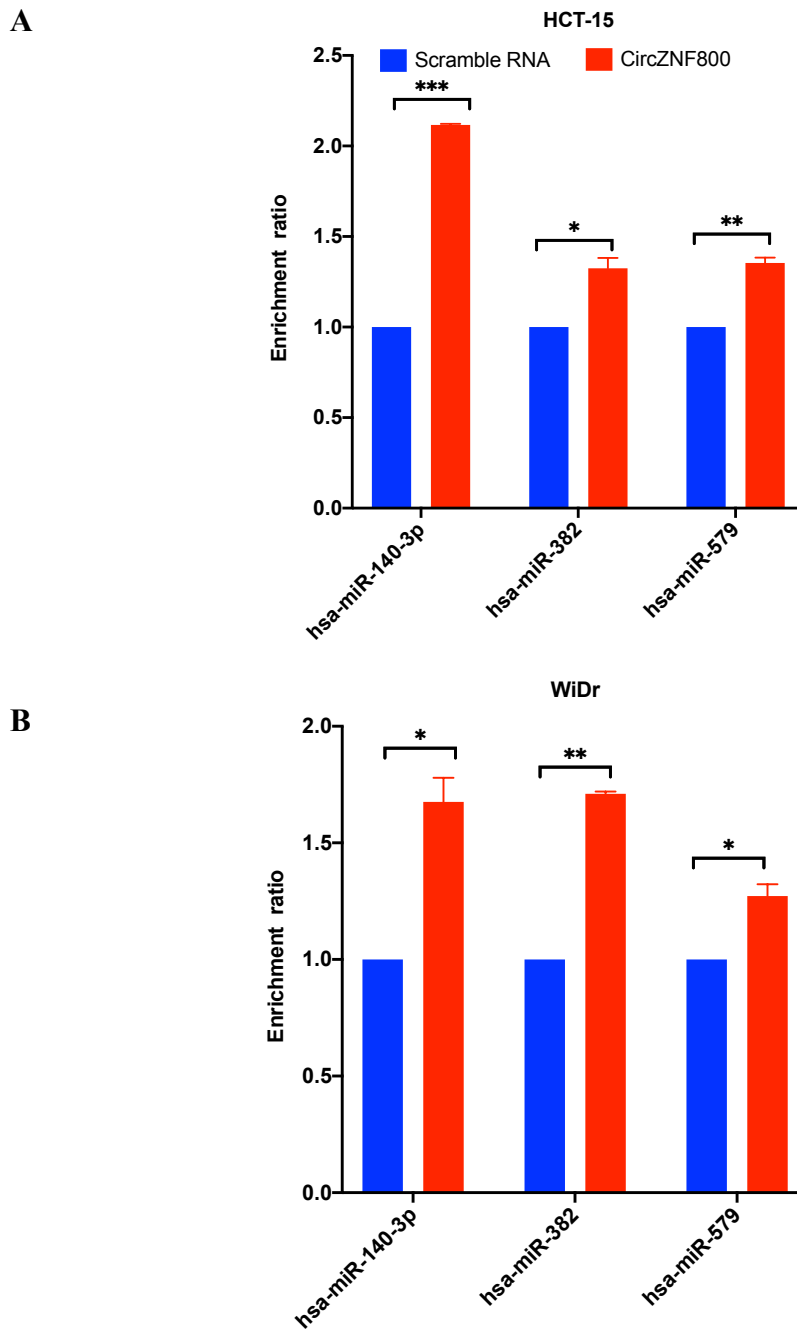 A
HCT-15
Scramble RNA
CircZNF800
2.5
2.0
1.5
1.0
0.5
0.0
Enrichment ratio
***
*
**
hsa-miR-140-3p
hsa-miR-382
hsa-miR-579
B
WiDr
2.0
1.5
1.0
0.5
0.0
Enrichment ratio
*
**
*
hsa-miR-140-3p
hsa-miR-382
hsa-miR-579